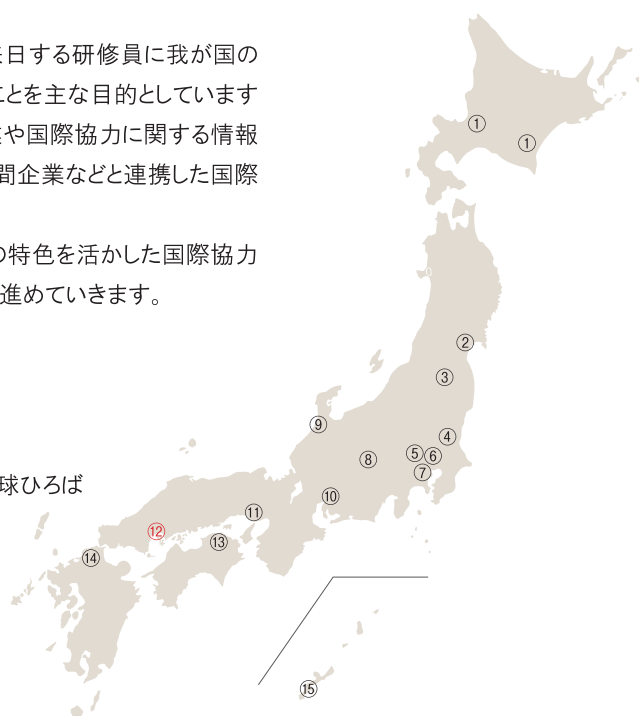 来日する研修員に我が国の
ことを主な目的としています
や国際協力に関する情報
間企業などと連携した国際
の特色を活かした国際協力
進めていきます。
球ひろば
①
①
②
③
④
⑤
⑥
⑦
⑧
⑨
⑩
⑪
⑫
⑬
⑭
⑮